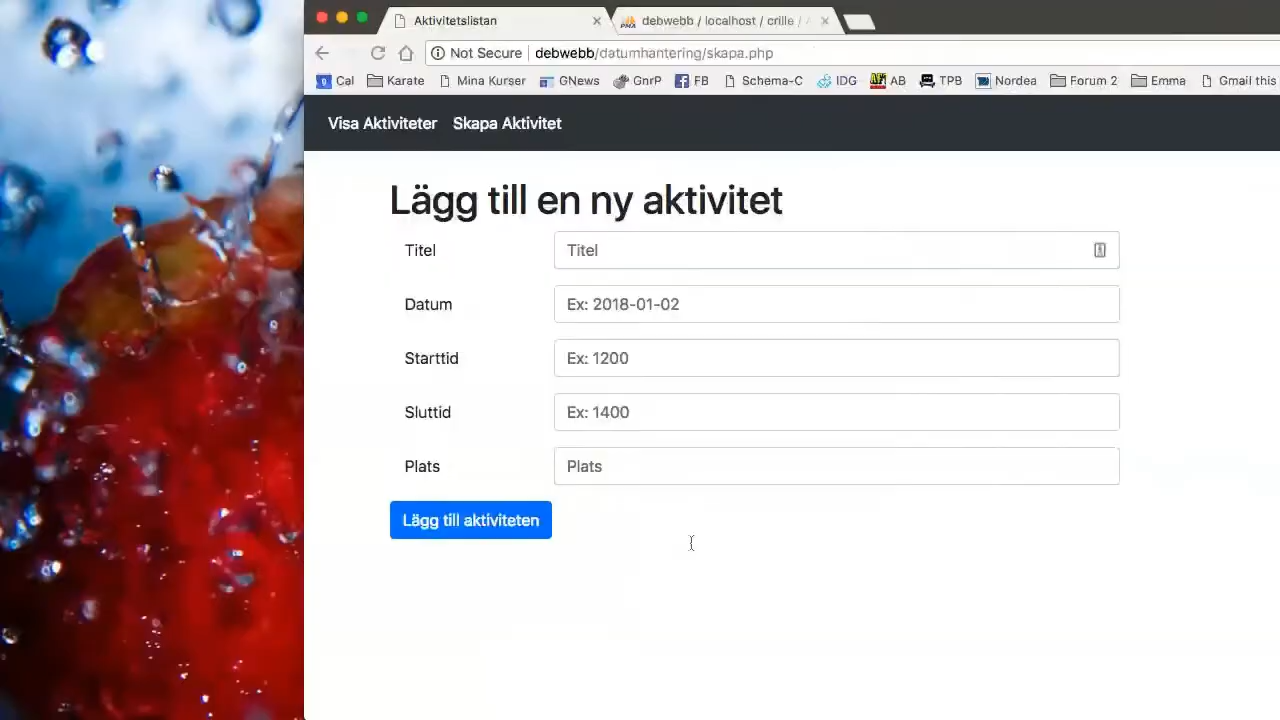 Aktivitetslistan
debwebb / localhost / crille /
Not Secure debwebb/datumhantering/skapa.php
Cal Karate Mina Kurser GNews GnrP FB Schema-C IDG AB TPB Nordea Forum 2 Emma Gmail this
Visa Aktiviteter Skapa Aktivitet
Lägg till en ny aktivitet
Titel Titel
Datum Ex: 2018-01-02
Starttid Ex: 1200
Sluttid Ex: 1400
Plats Plats
Lägg till aktiviteten